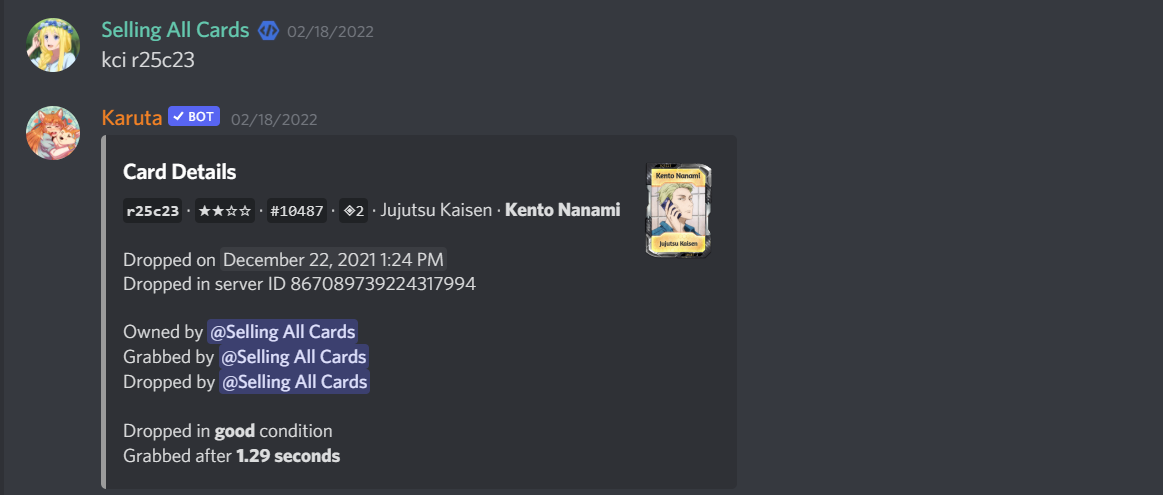 Selling All Cards 02/18/2022
kci r25c23
Karuta ✓ BOT 02/18/2022
Card Details
r25c23 · ★★☆☆ · #10487 · ◈2 · Jujutsu Kaisen · Kento Nanami
Kento Nanami
Jujutsu Kaisen
Dropped on December 22, 2021 1:24 PM
Dropped in server ID 867089739224317994
Owned by @Selling All Cards
Grabbed by @Selling All Cards
Dropped by @Selling All Cards
Dropped in good condition
Grabbed after 1.29 seconds